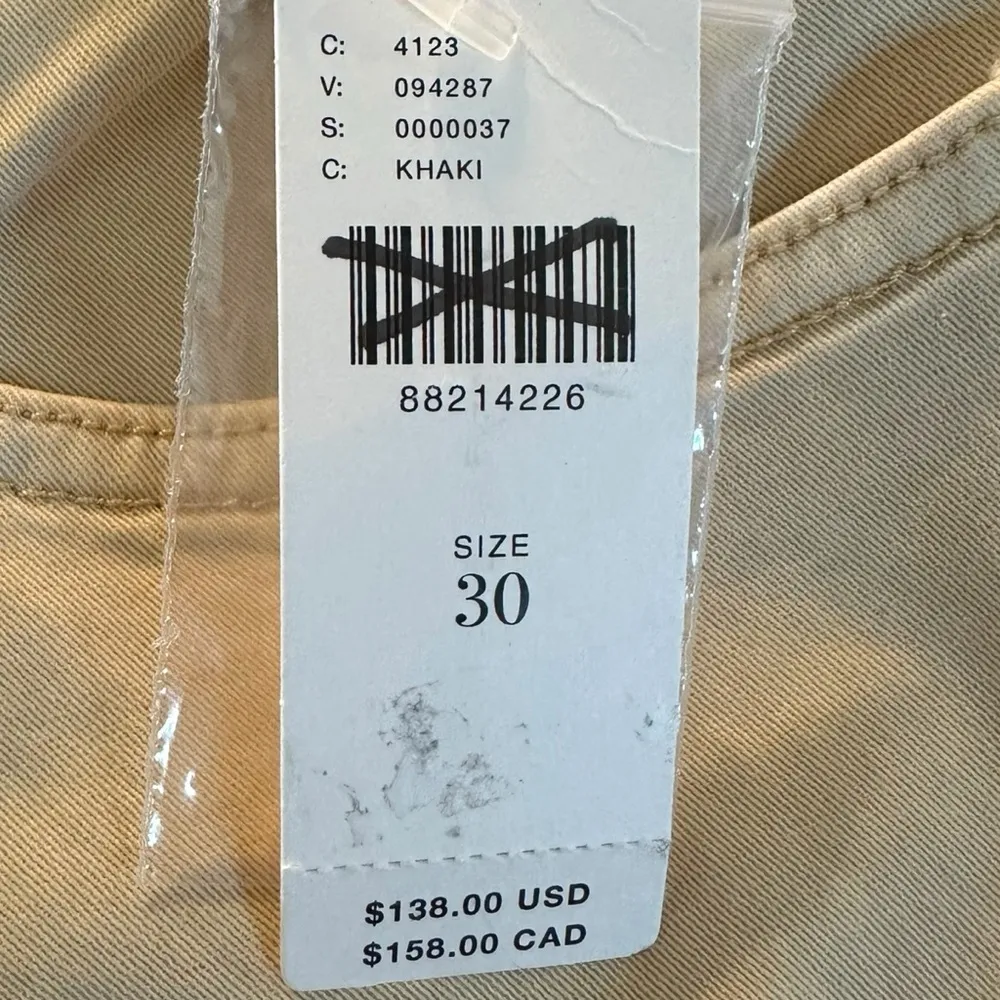 C: 4123
V: 094287
S: 0000037
C: KHAKI
88214226
SIZE
30
$138.00 USD
$158.00 CAD